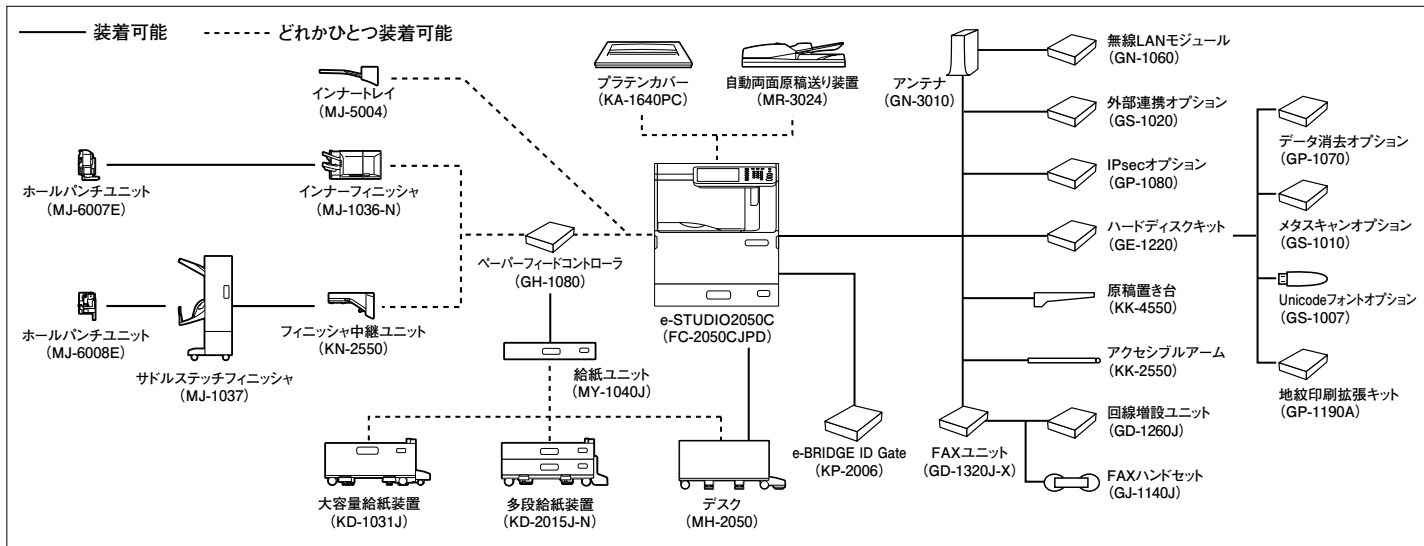 装着可能
どれかひとつ装着可能
インナートレイ
(MJ-5004)
プラテンカバー
(KA-1640PC)
自動両面原稿送り装置
(MR-3024)
アンテナ
(GN-3010)
無線LANモジュール
(GN-1060)
外部連携オプション
(GS-1020)
IPsecオプション
(GP-1080)
ハードディスクキット
(GE-1220)
原稿置き台
(KK-4550)
アクセシブルアーム
(KK-2550)
回線増設ユニット
(GD-1260J)
FAXハンドセット
(GJ-1140J)
データ消去オプション
(GP-1070)
メタスキャンオプション
(GS-1010)
Unicodeフォントオプション
(GS-1007)
地紋印刷拡張キット
(GP-1190A)
ホールパンチユニット
(MJ-6007E)
インナーフィニッシャ
(MJ-1036-N)
ペーパーフィードコントローラ
(GH-1080)
e-STUDIO2050C
(FC-2050CJPD)
ホールパンチユニット
(MJ-6008E)
サドルステッチフィニッシャ
(MJ-1037)
フィニッシャ中継ユニット
(KN-2550)
給紙ユニット
(MY-1040J)
e-BRIDGE ID Gate
(KP-2006)
FAXユニット
(GD-1320J-X)
大容量給紙装置
(KD-1031J)
多段給紙装置
(KD-2015J-N)
デスク
(MH-2050)